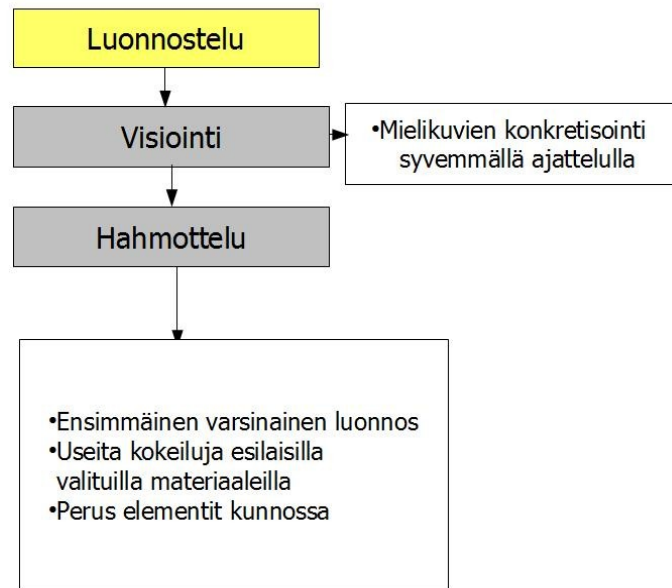 Luonnostelu
Visiointi
•Mielikuvien konkretisointi
syvemmällä ajattelulla
Hahmottelu
•Ensimmäinen varsinainen luonnos
•Useita kokeiluja esilaisilla
valituilla materiaaleilla
•Perus elementit kunnossa